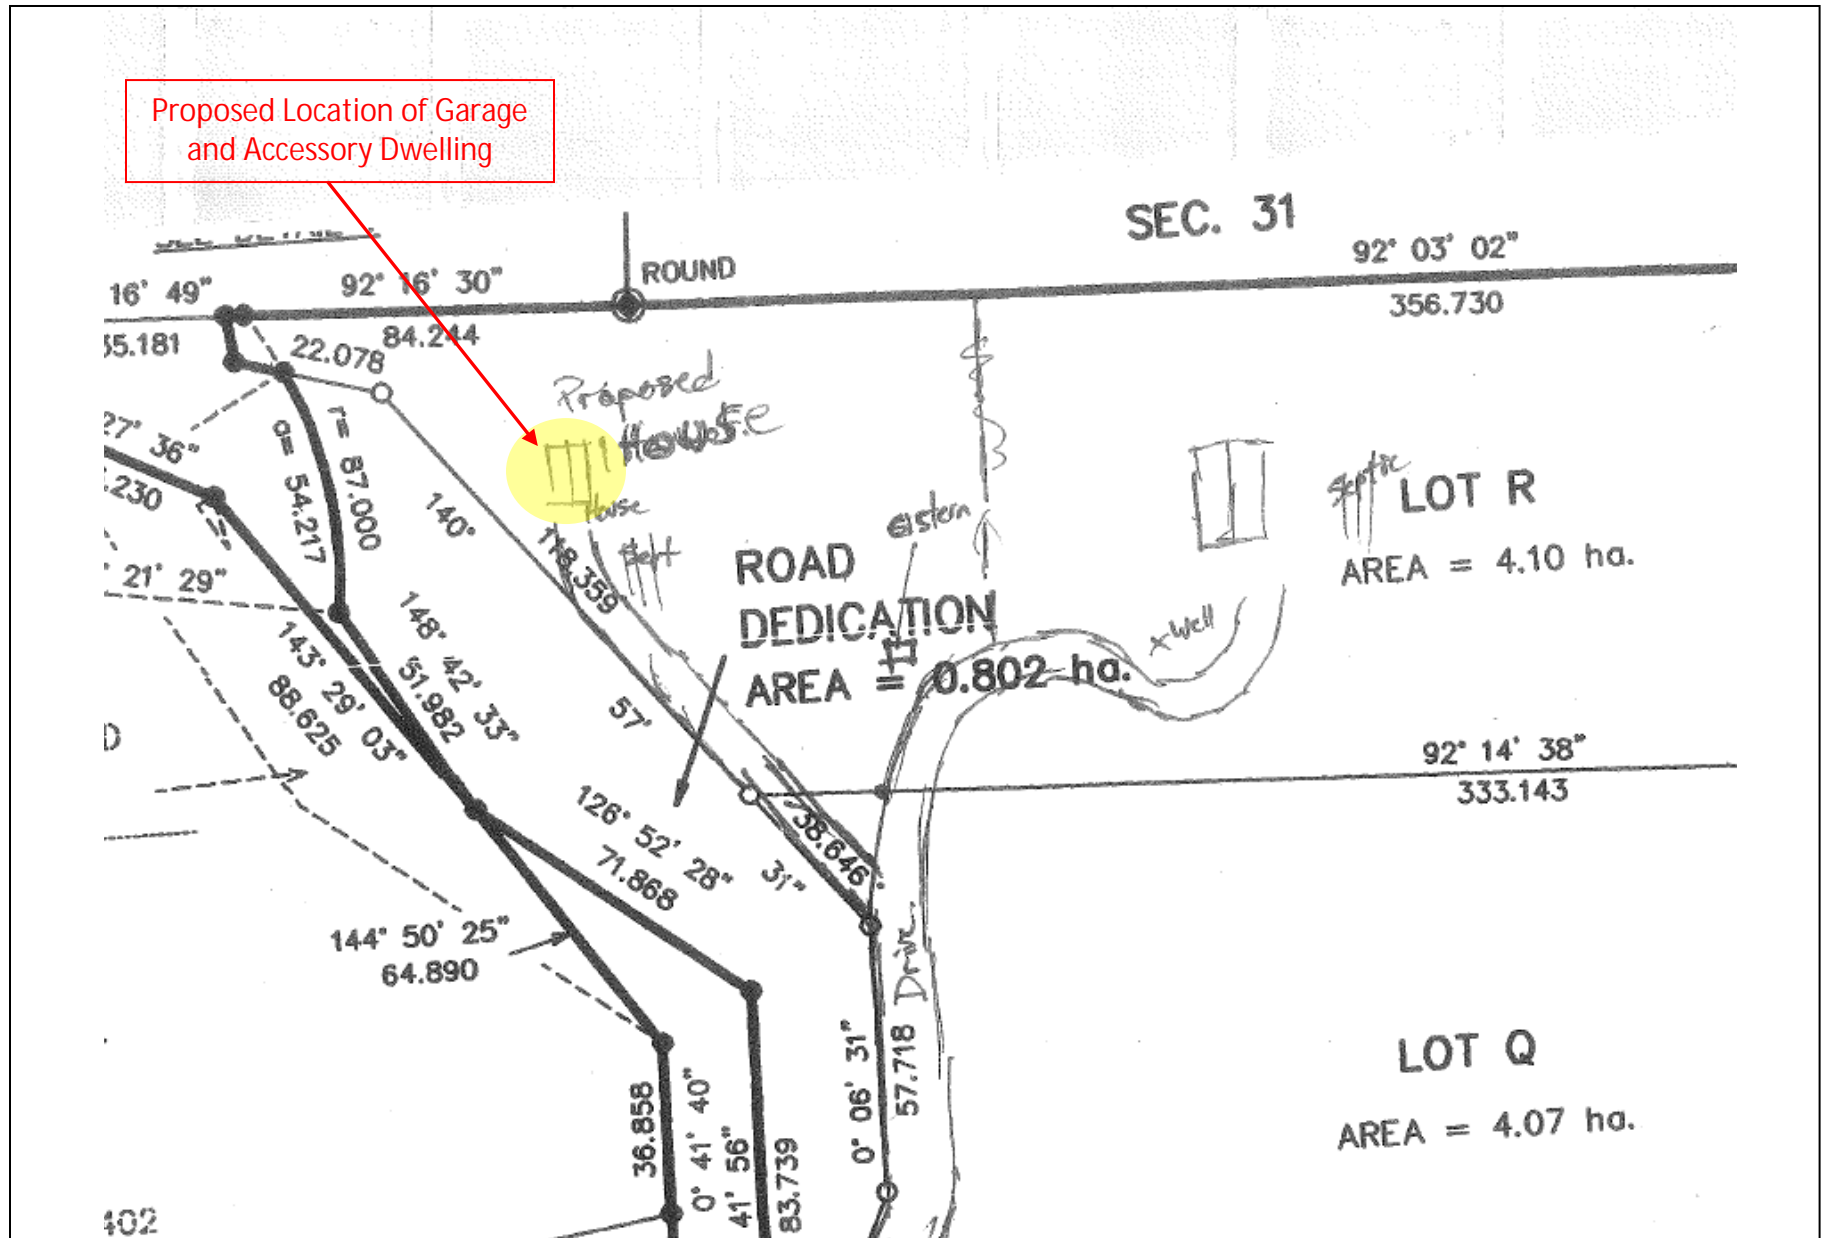 Proposed Location of Garage
and Accessory Dwelling
SEC. 31
92° 03' 02"
356.730
ROUND
16' 49"
92° 16' 30"
84.244
35.181
22.078
Proposed
House
r= 87.000
a= 54.217
27' 36"
.230
140°
118.359
57'
31"
38.646
House
Sept
cistern
Septic
LOT R
AREA = 4.10 ha.
ROAD
DEDICATION
AREA = 0.802 ha.
x Well
21' 29"
148° 42' 33"
51.982
143° 29' 03"
88.625
92° 14' 38"
333.143
126° 52' 28"
71.868
144° 50' 25"
64.890
Drive
0° 06' 31"
57.718
LOT Q
AREA = 4.07 ha.
36.858
0° 41' 40"
41' 56"
83.739
402